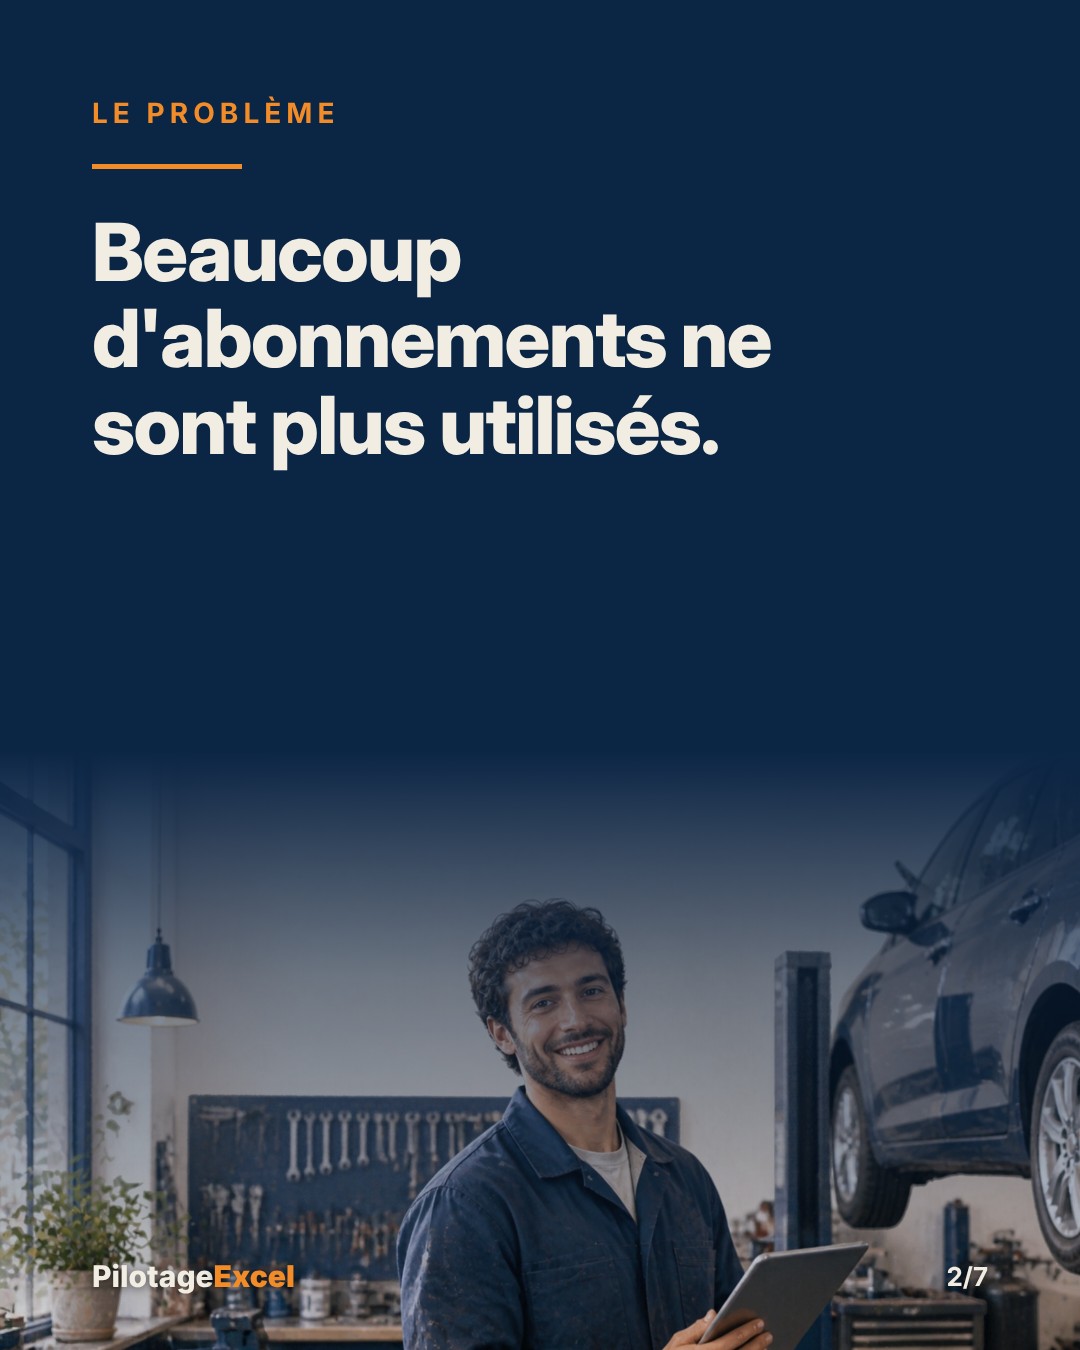 LE PROBLÈME
Beaucoup
d'abonnements ne
sont plus utilisés.
PilotageExcel
2/7